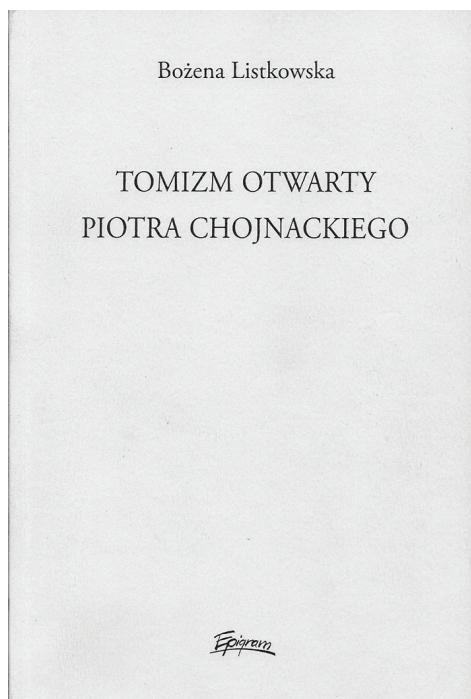 Bożena Listkowska
TOMIZM OTWARTY
PIOTRA CHOJNACKIEGO
Epigram